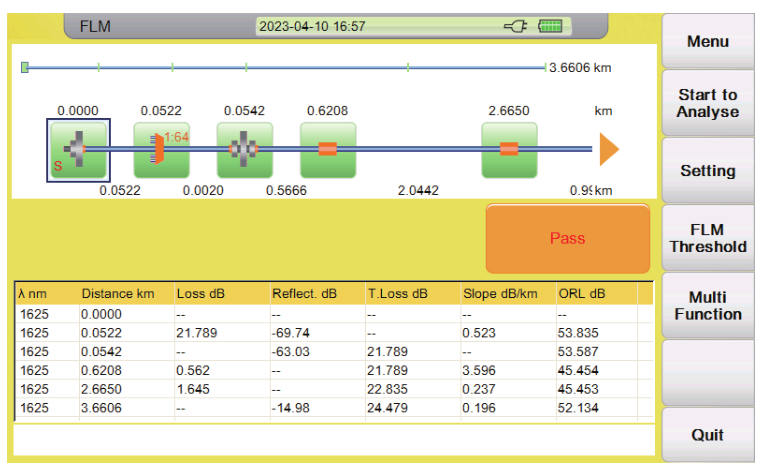 FLM 2023-04-10 16:57
3.6606 km
0.0000 0.0522 0.0542 0.6208 2.6650 km
1:64
S
0.0522 0.0020 0.5666 2.0442 km
Pass
λ nm Distance km Loss dB Reflect. dB T.Loss dB Slope dB/km ORL dB
1625 0.0000 -- -- -- -- --
1625 0.0522 21.789 -69.74 -- 0.523 53.835
1625 0.0542 -- -63.03 21.789 -- 53.587
1625 0.6208 0.562 -- 21.789 3.596 45.454
1625 2.6650 1.645 -- 22.835 0.237 45.453
1625 3.6606 -- -14.98 24.479 0.196 52.134
Menu
Start to
Analyse
Setting
FLM
Threshold
Multi
Function
Quit